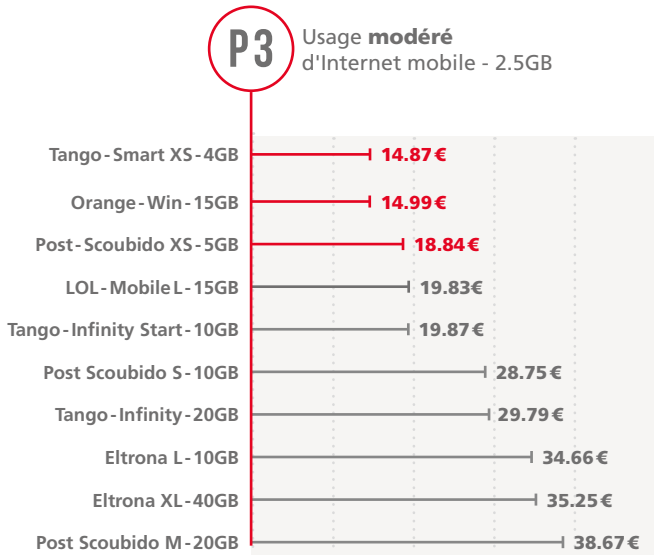 P3
Usage modéré
d'Internet mobile - 2.5GB
Tango-Smart XS-4GB 14.87€
Orange-Win-15GB 14.99€
Post-Scoubido XS-5GB 18.84€
LOL-Mobile L-15GB 19.83€
Tango-Infinity Start-10GB 19.87€
Post Scoubido S-10GB 28.75€
Tango-Infinity-20GB 29.79€
Eltrona L-10GB 34.66€
Eltrona XL-40GB 35.25€
Post Scoubido M-20GB 38.67€